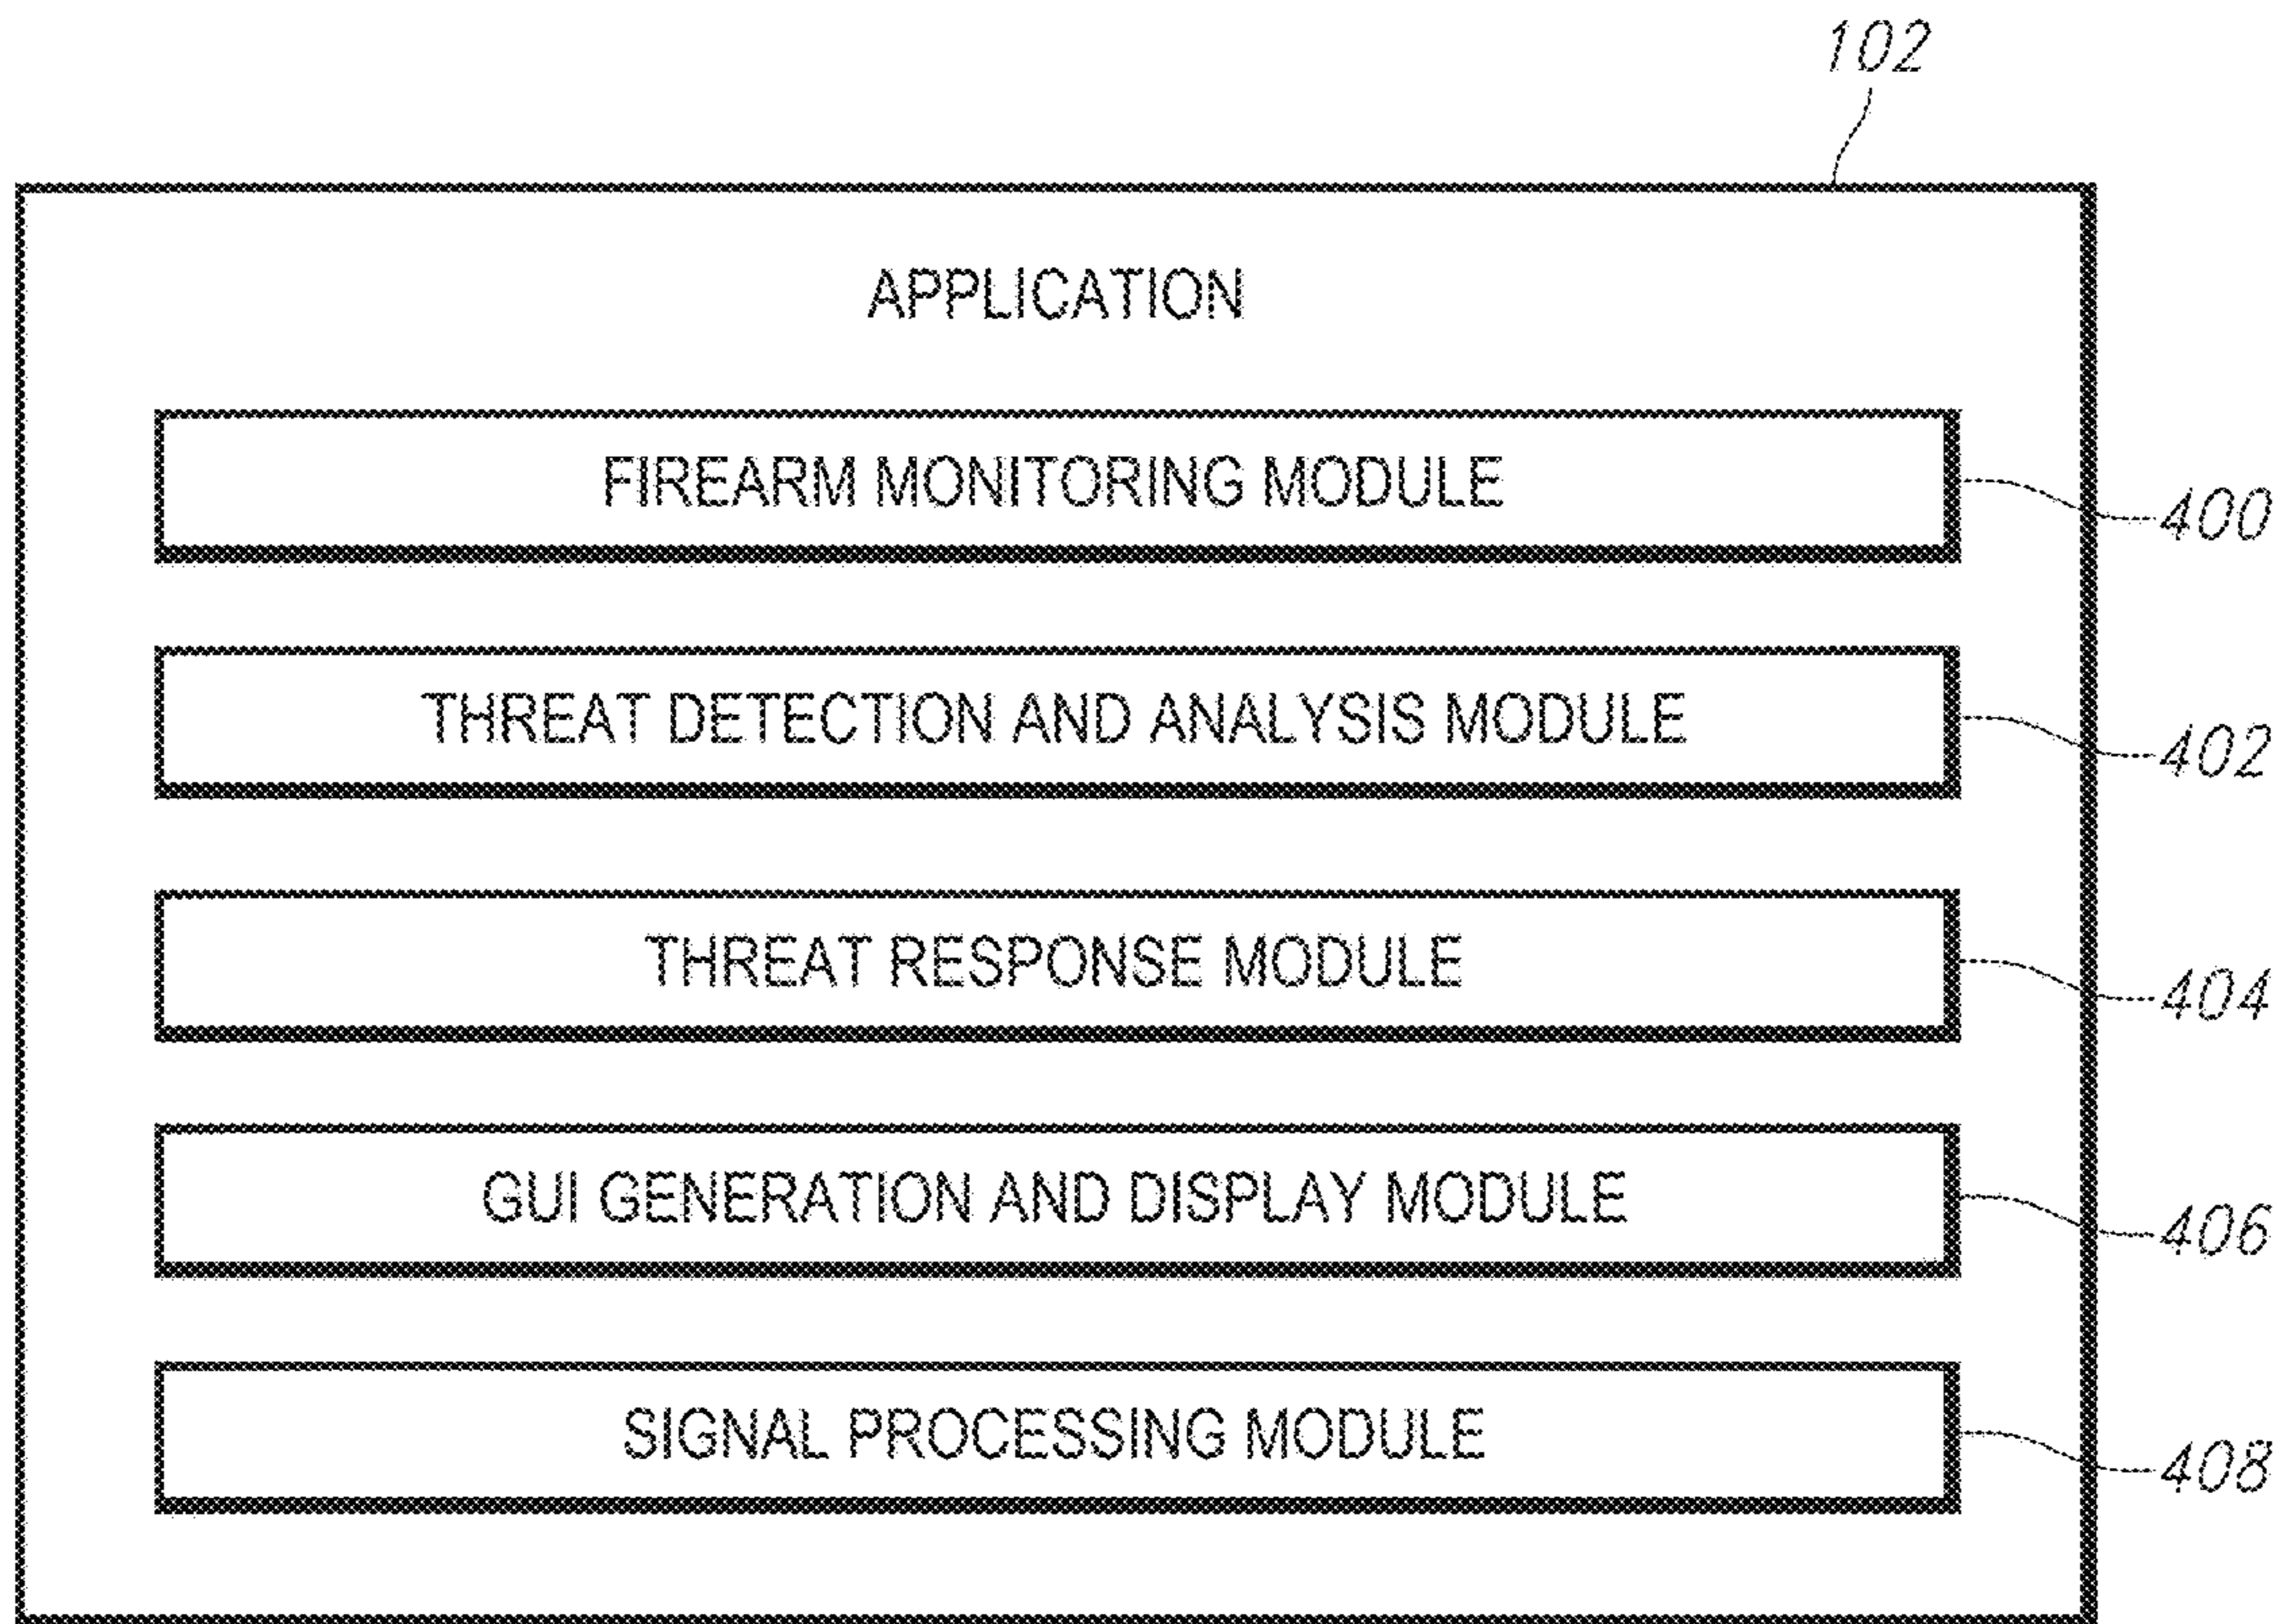 102
APPLICATION
FIREARM MONITORING MODULE
400
THREAT DETECTION AND ANALYSIS MODULE
402
THREAT RESPONSE MODULE
404
GUI GENERATION AND DISPLAY MODULE
406
SIGNAL PROCESSING MODULE
408